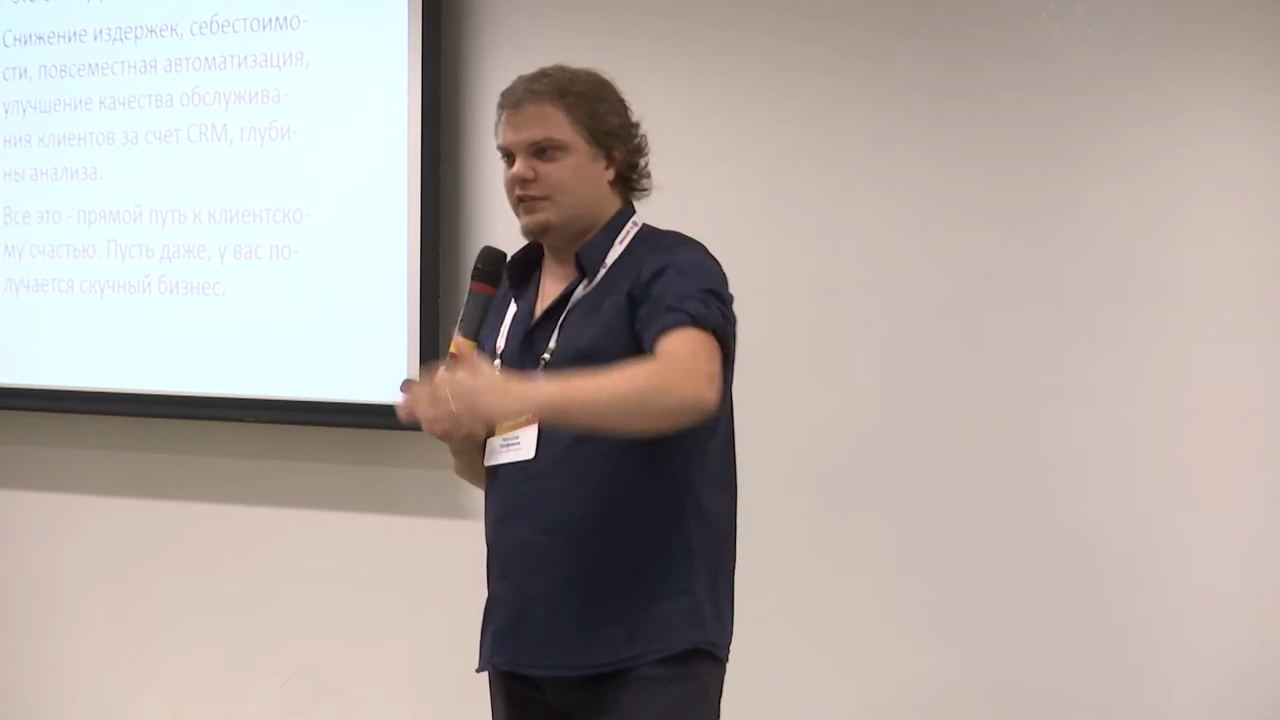 Снижение издержек, себестоимо-
сти, повсеместная автоматизация,
улучшение качества обслужива-
ния клиентов за счет CRM, глуби-
ны анализа.
Все это - прямой путь к клиентско-
му счастью. Пусть даже, у вас по-
лучается скучный бизнес.